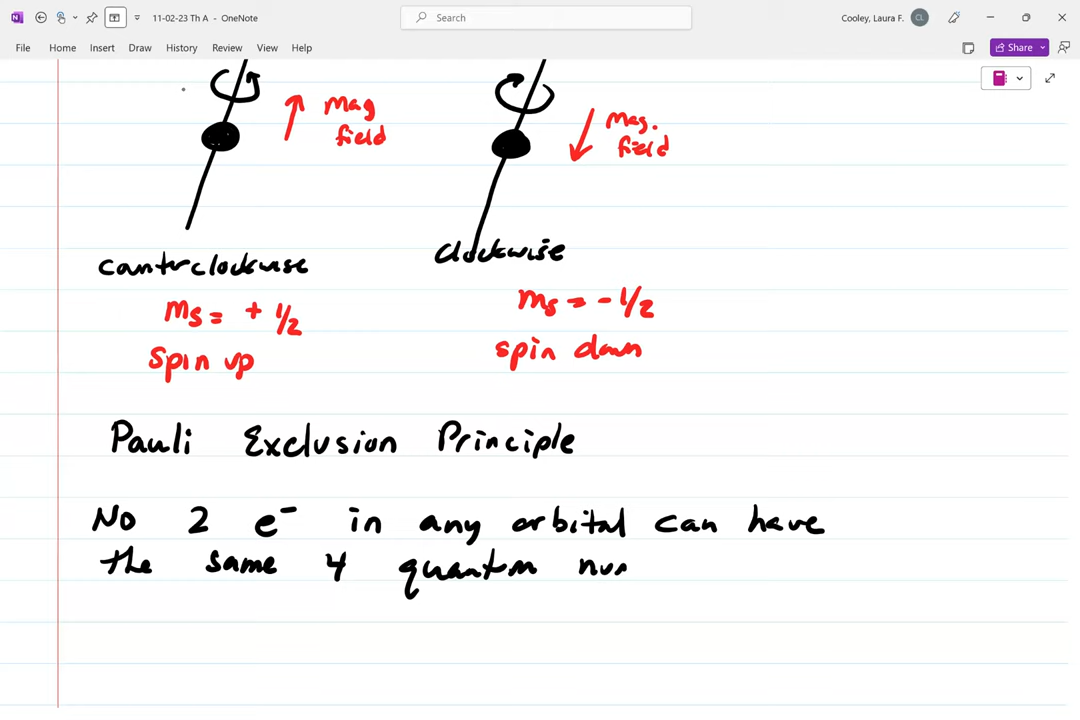 11-02-23 Th A - OneNote
Search
Cooley, Laura F.
CL
File Home Insert Draw History Review View Help
Share
Mag
field
Mag.
field
counterclockwise
clockwise
ms = + 1/2
ms = - 1/2
spin up
spin down
Pauli Exclusion Principle
No 2 e⁻ in any orbital can have
the same 4 quantum num